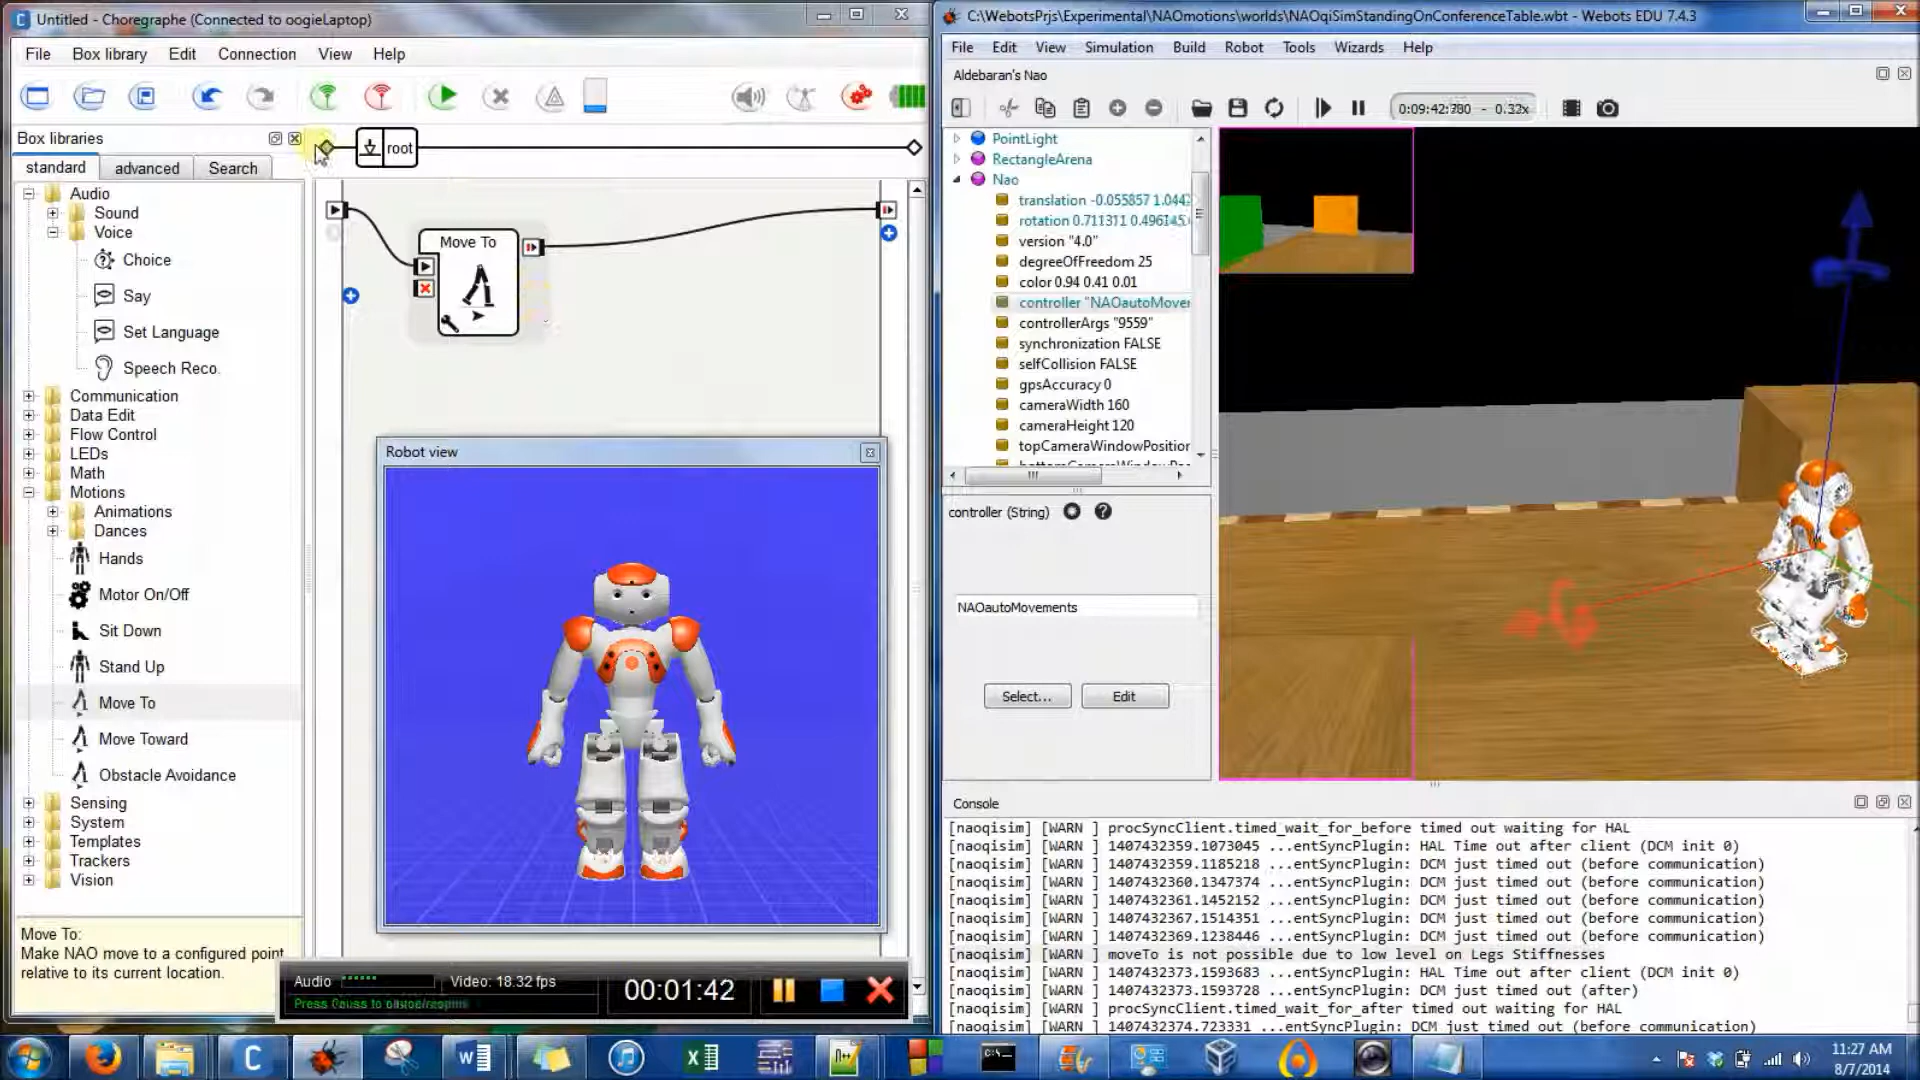 Untitled - Choregraphe (Connected to oogieLaptop)
File Box library Edit Connection View Help
Box libraries
root
standard advanced Search
Audio
Sound
Voice
Choice
Say
Set Language
Speech Reco.
Communication
Data Edit
Flow Control
LEDs
Math
Motions
Animations
Dances
Hands
Motor On/Off
Sit Down
Stand Up
Move To
Move Toward
Obstacle Avoidance
Sensing
System
Templates
Trackers
Vision
Move To:
Make NAO move to a configured point
relative to its current location.
Move To
Robot view
Audio Video: 18.32 fps
00:01:42
C:\WebotsPrjs\Experimental\NAOmotions\worlds\NAOqiSimStandingOnConferenceTable.wbt - Webots EDU 7.4.3
File Edit View Simulation Build Robot Tools Wizards Help
Aldebaran's Nao
0:09:42:780 - 0.32x
PointLight
RectangleArena
Nao
translation -0.055857 1.044
rotation 0.711311 0.496145
version "4.0"
degreeOfFreedom 25
color 0.94 0.41 0.01
controller "NAOautoMover
controllerArgs "9559"
synchronization FALSE
selfCollision FALSE
gpsAccuracy 0
cameraWidth 160
cameraHeight 120
topCameraWindowPosition
controller (String)
NAOautoMovements
Select... Edit
Console
[naoqisim] [WARN ] procSyncClient.timed_wait_for_before timed out waiting for HAL
[naoqisim] [WARN ] 1407432359.1073045 ...entSyncPlugin: HAL Time out after client (DCM init 0)
[naoqisim] [WARN ] 1407432359.1185218 ...entSyncPlugin: DCM just timed out (before communication)
[naoqisim] [WARN ] 1407432360.1347374 ...entSyncPlugin: DCM just timed out (before communication)
[naoqisim] [WARN ] 1407432361.1452152 ...entSyncPlugin: DCM just timed out (before communication)
[naoqisim] [WARN ] 1407432367.1514351 ...entSyncPlugin: DCM just timed out (before communication)
[naoqisim] [WARN ] 1407432369.1238446 ...entSyncPlugin: DCM just timed out (before communication)
[naoqisim] [WARN ] moveTo is not possible due to low level on Legs Stiffnesses
[naoqisim] [WARN ] 1407432373.1593683 ...entSyncPlugin: HAL Time out after client (DCM init 0)
[naoqisim] [WARN ] 1407432373.1593728 ...entSyncPlugin: DCM just timed out (after)
[naoqisim] [WARN ] procSyncClient.timed_wait_for_after timed out waiting for HAL
[naoqisim] [WARN ] 1407432374.723331 ...entSyncPlugin: DCM just timed out (before communication)
11:27 AM
8/7/2014